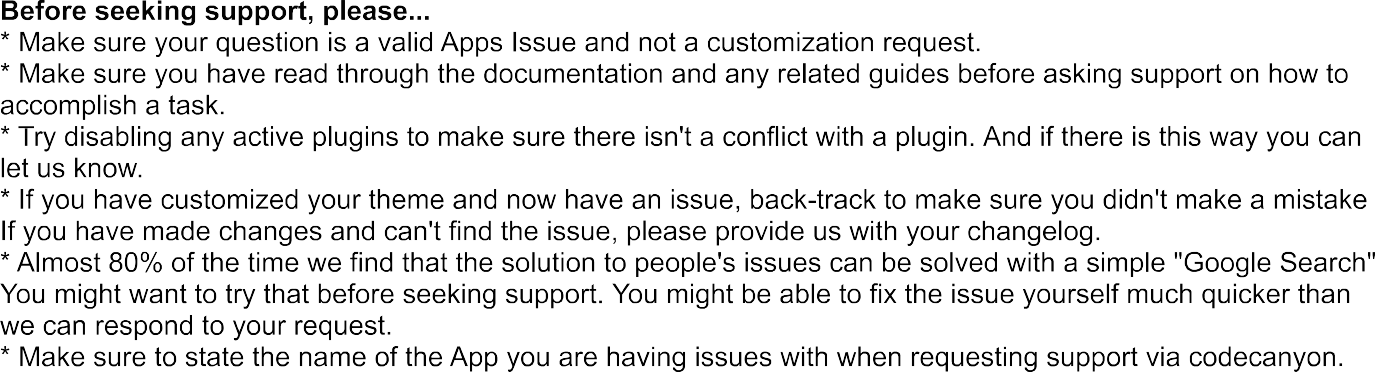 Before seeking support, please...
* Make sure your question is a valid Apps Issue and not a customization request.
* Make sure you have read through the documentation and any related guides before asking support on how to
accomplish a task.
* Try disabling any active plugins to make sure there isn't a conflict with a plugin. And if there is this way you can
let us know.
* If you have customized your theme and now have an issue, back-track to make sure you didn't make a mistake
If you have made changes and can't find the issue, please provide us with your changelog.
* Almost 80% of the time we find that the solution to people's issues can be solved with a simple "Google Search"
You might want to try that before seeking support. You might be able to fix the issue yourself much quicker than
we can respond to your request.
* Make sure to state the name of the App you are having issues with when requesting support via codecanyon.